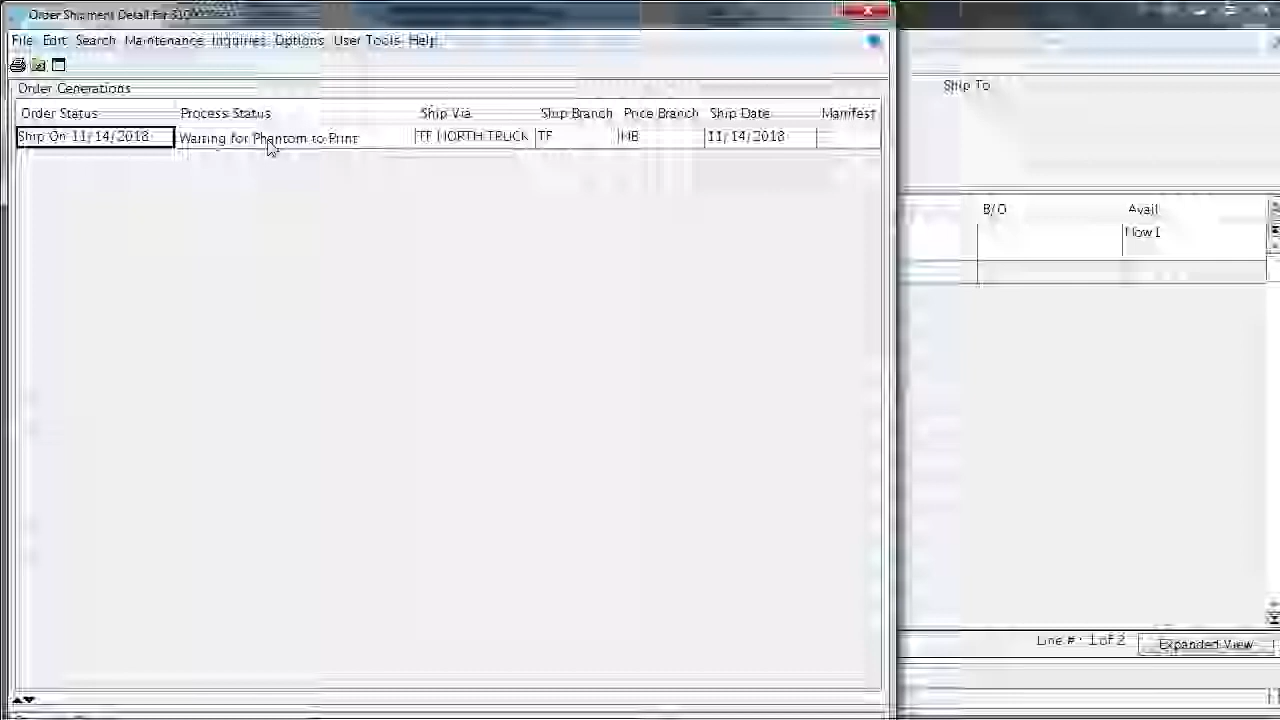 Order Shipment Detail for S10
File Edit Search Maintenance Inquiries Options User Tools Help
Order Generations
Order Status Process Status Ship Via Ship Branch Price Branch Ship Date Manifest
Ship On 11/14/2018 Waiting for Phantom to Print TF NORTH TRUCK TF HB 11/14/2018
Ship To
B/O Avail
Now I
Line # : 1 of 2 Expanded View